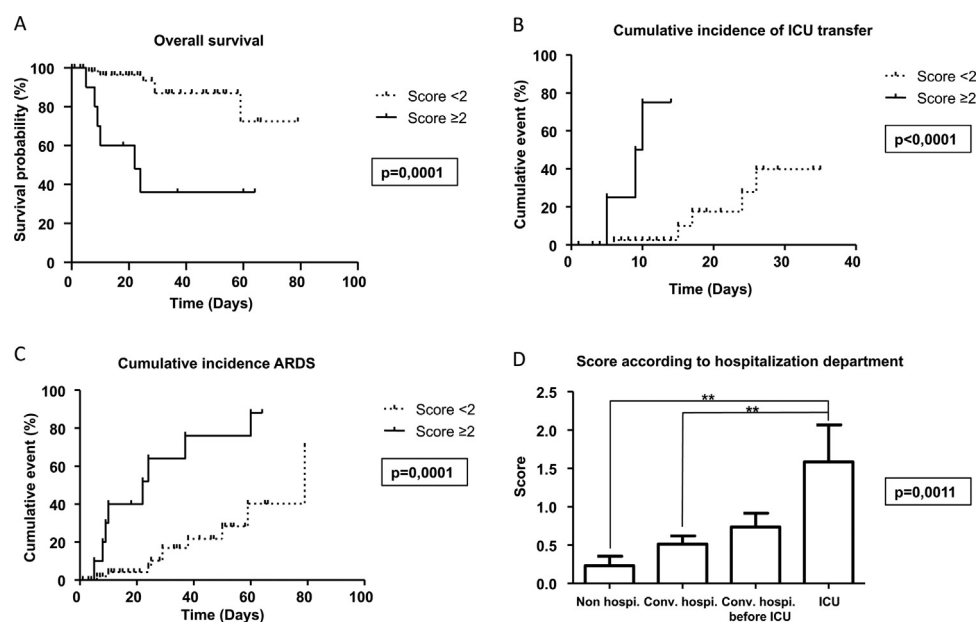 A
Overall survival
100
80
60
40
20
0
Survival probability (%)
0 20 40 60 80 100
Time (Days)
Score <2
Score ≥2
p=0,0001
B
Cumulative incidence of ICU transfer
100
80
60
40
20
0
Cumulative event (%)
0 10 20 30 40
Time (Days)
Score <2
Score ≥2
p<0,0001
C
Cumulative incidence ARDS
100
80
60
40
20
0
Cumulative event (%)
0 20 40 60 80 100
Time (Days)
Score <2
Score ≥2
p=0,0001
D
Score according to hospitalization department
2.5
2.0
1.5
1.0
0.5
0.0
Score
**
**
Non hospi. Conv. hospi. Conv. hospi. ICU
before ICU
p=0,0011